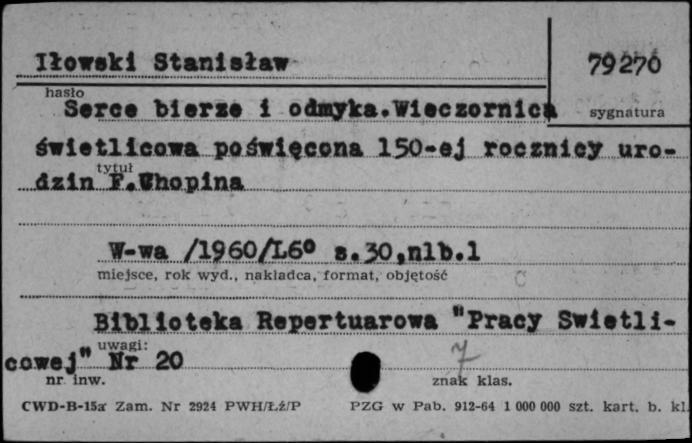 Iłowski Stanisław 79270
hasło
Serce bierze i odmyka.Wieczornica sygnatura
świetlicowa poświęcona 150-ej rocznicy uro-
tytuł
dzin F.Chopina
W-wa /1960/L6° s.30,nlb.1
miejsce, rok wyd., nakładca, format, objętość
C
Biblioteka Repertuarowa "Pracy Swietli-
uwagi:
cowej" Nr 20
7
nr inw. znak klas.
CWD-B-15a Zam. Nr 2924 PWH/Łź/P PZG w Pab. 912-64 1 000 000 szt. kart. b. kl.